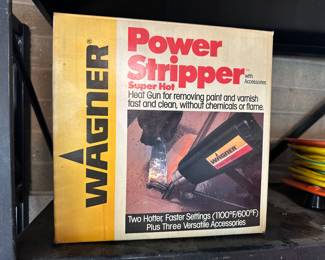 WAGNER®
Power
Stripper™
with
Accessories
Super Hot
Heat Gun for removing paint and varnish
fast and clean, without chemicals or flame.
WAGNER
Two Hotter, Faster Settings (1100°F/600°F)
Plus Three Versatile Accessories